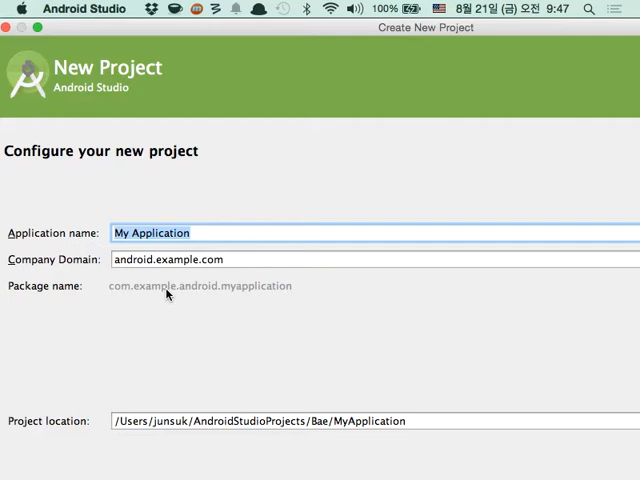 Android Studio 100% 8월 21일 (금) 오전 9:47
Create New Project
New Project
Android Studio
Configure your new project
Application name: My Application
Company Domain: android.example.com
Package name: com.example.android.myapplication
Project location: /Users/junsuk/AndroidStudioProjects/Bae/MyApplication